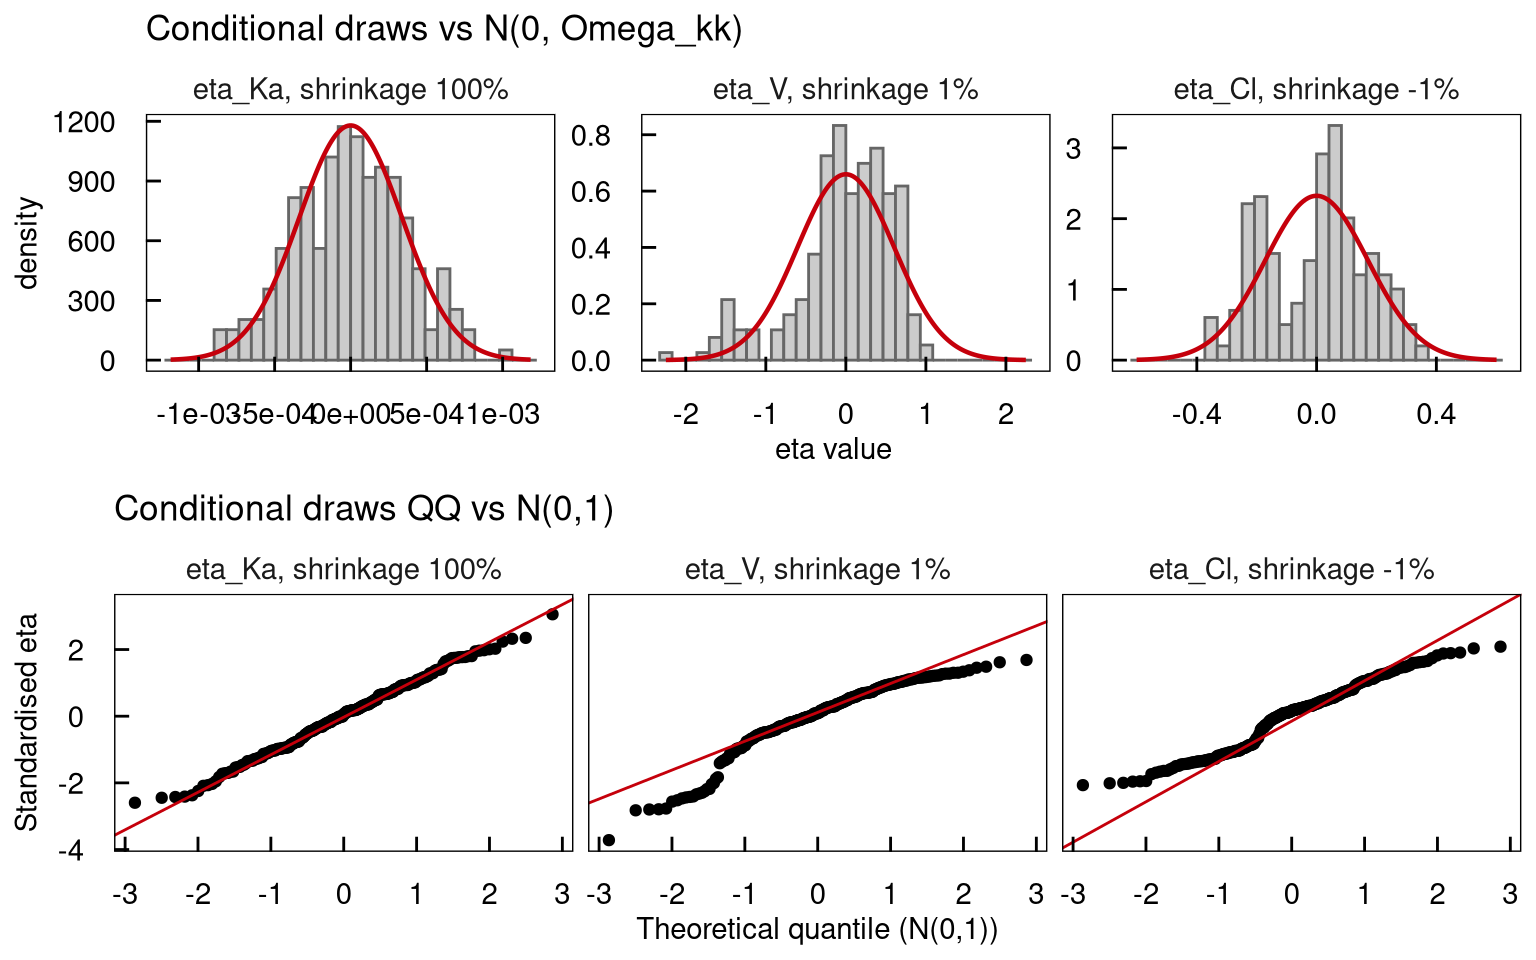 Conditional draws vs N(0, Omega_kk)
eta_Ka, shrinkage 100%
eta_V, shrinkage 1%
eta_Cl, shrinkage -1%
density
1200
900
600
300
0
0.8
0.6
0.4
0.2
0.0
3
2
1
0
-1e-03 -5e-04 0e+00 5e-04 1e-03
-2 -1 0 1 2
-0.4 0.0 0.4
eta value
Conditional draws QQ vs N(0,1)
eta_Ka, shrinkage 100%
eta_V, shrinkage 1%
eta_Cl, shrinkage -1%
Standardised eta
2
0
-2
-4
-3 -2 -1 0 1 2 3
-3 -2 -1 0 1 2 3
-3 -2 -1 0 1 2 3
Theoretical quantile (N(0,1))